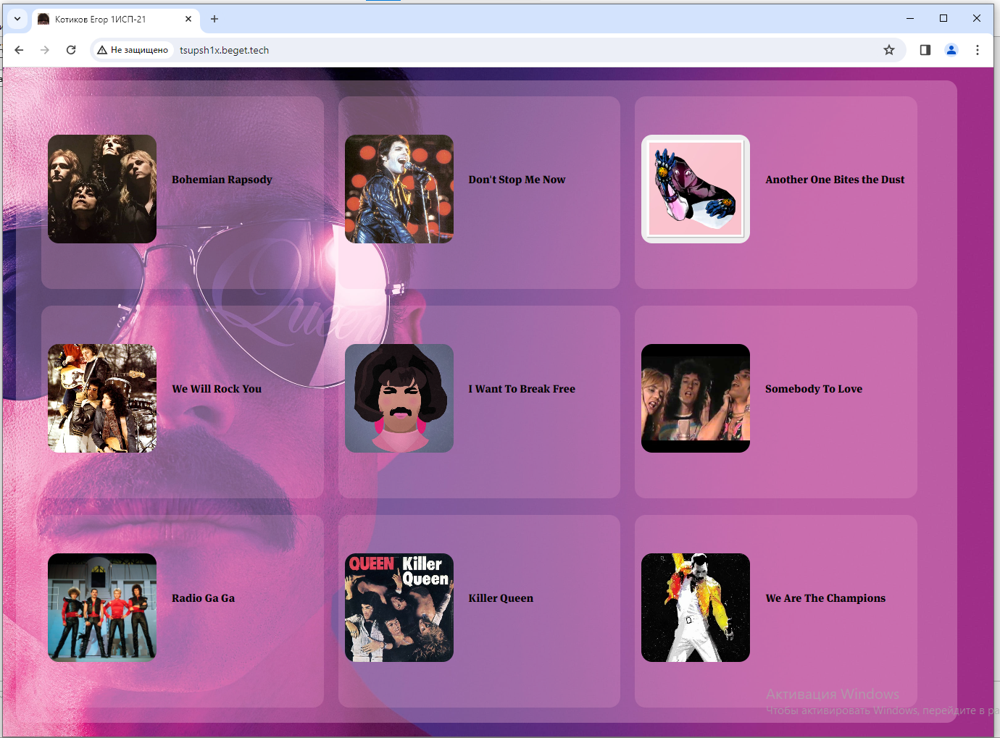 Котиков Егор 1ИСП-21
Не защищено
tsupsh1x.beget.tech
Bohemian Rapsody
Don't Stop Me Now
Another One Bites the Dust
Queen
We Will Rock You
I Want To Break Free
Somebody To Love
Radio Ga Ga
QUEEN Killer
Queen
Killer Queen
We Are The Champions
Активация Windows
Чтобы активировать Windows, перейдите в ра